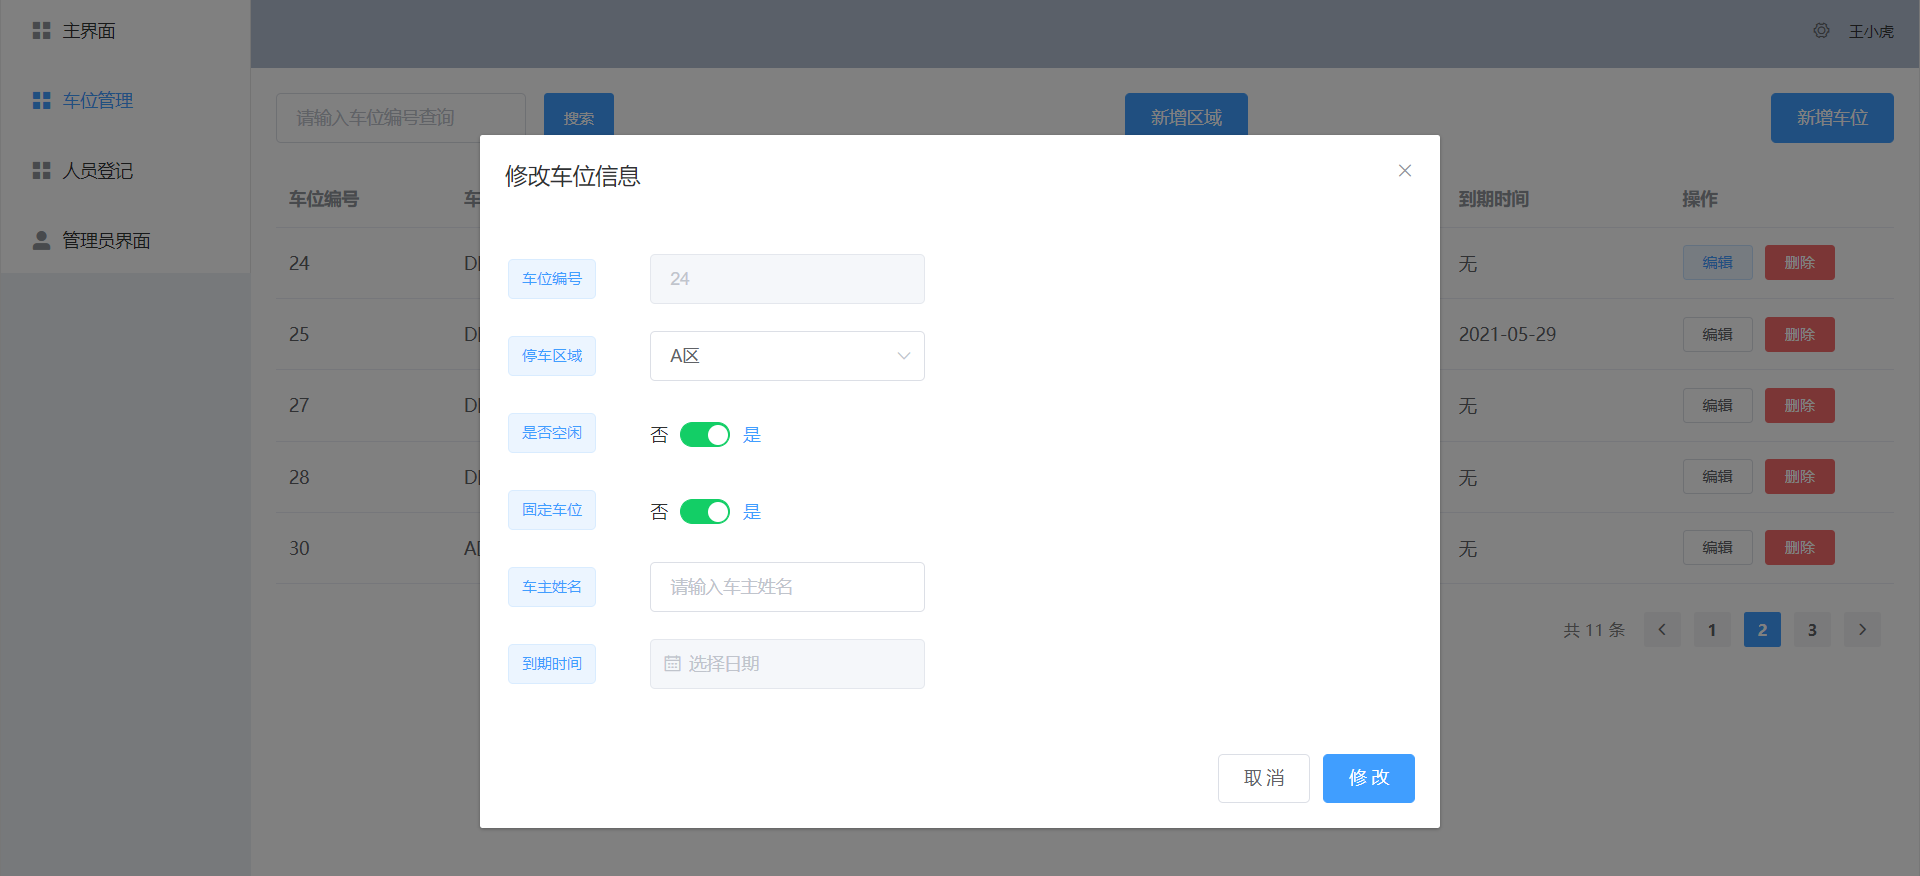 主界面
车位管理
人员登记
管理员界面
王小虎
请输入车位编号查询
搜索
新增区域
新增车位
车位编号
车
到期时间
操作
24
无
编辑
删除
25
2021-05-29
编辑
删除
27
无
编辑
删除
28
无
编辑
删除
30
无
编辑
删除
共 11 条
1
2
3
修改车位信息
车位编号
24
停车区域
A区
是否空闲
否
是
固定车位
否
是
车主姓名
请输入车主姓名
到期时间
选择日期
取 消
修 改